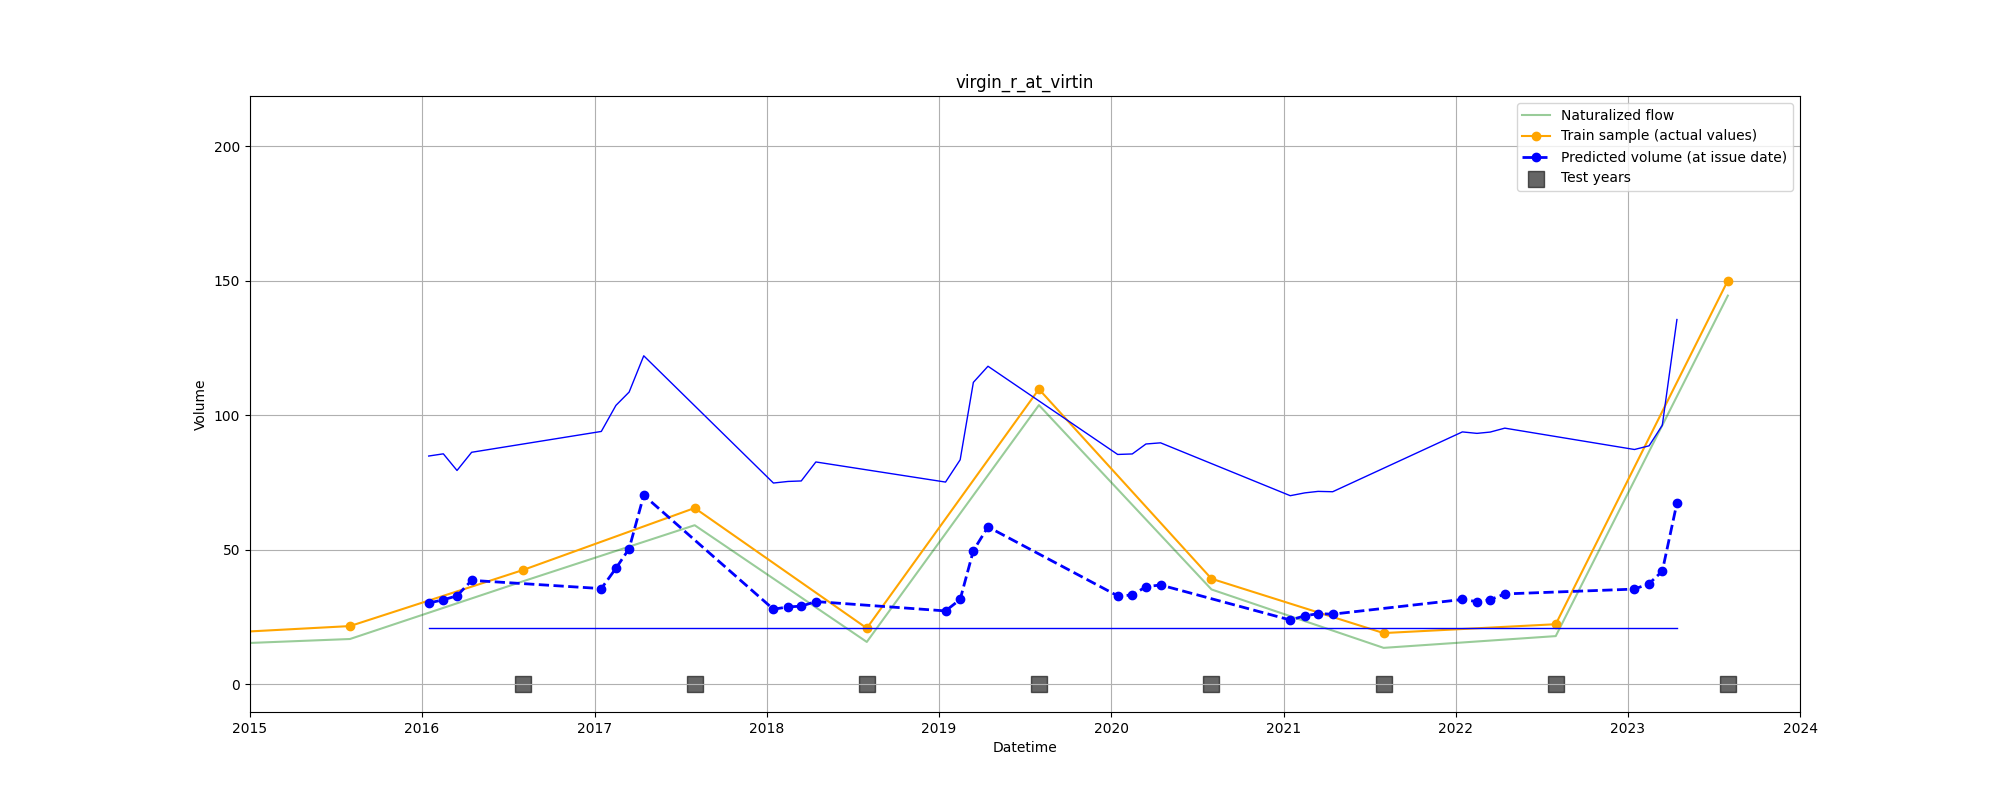 virgin_r_at_virtin
Naturalized flow
Train sample (actual values)
Predicted volume (at issue date)
Test years
200
150
100
50
0
Volume
2015 2016 2017 2018 2019 2020 2021 2022 2023 2024
Datetime